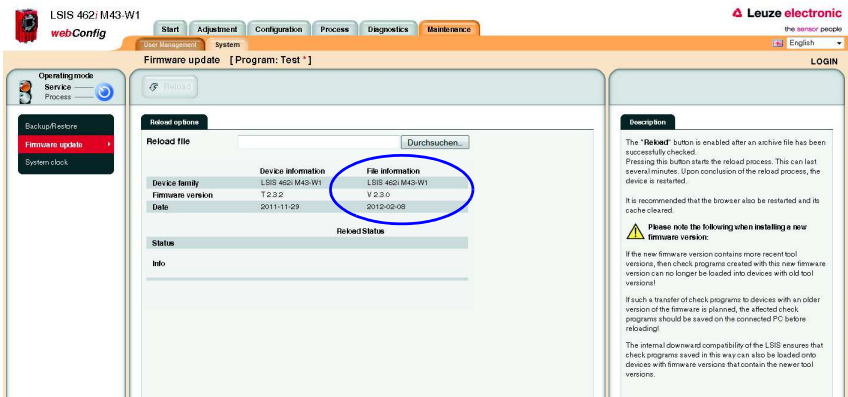 LSIS 462i M43-W1
webConfig
Leuze electronic
the sensor people
Start Adjustment Configuration Process Diagnostics Maintenance
User Management System
English
Firmware update [Program: Test *]
LOGIN
Operating mode
Service
Process
Reload
Backup/Restore
Firmware update
System clock
Reload options
Reload file
Durchsuchen...
Device information File information
Device family LSIS 462i M43-W1 LSIS 462i M43-W1
Firmware version T 2.3.2 V 2.3.0
Date 2011-11-29 2012-02-08
Reload Status
Status
Info
Description
The "Reload" button is enabled after an archive file has been
successfully checked.
Pressing this button starts the reload process. This can last
several minutes. Upon conclusion of the reload process, the
device is restarted.
It is recommended that the browser also be restarted and its
cache cleared.
Please note the following when installing a new
firmware version:
If the new firmware version contains more recent tool
versions, then check programs created with this new firmware
version can no longer be loaded into devices with old tool
versions!
If such a transfer of check programs to devices with an older
version of the firmware is planned, the affected check
programs should be saved on the connected PC before
reloading!
The internal downward compatibility of the LSIS ensures that
check programs saved in this way can also be loaded onto
devices with firmware versions that contain the newer tool
versions.